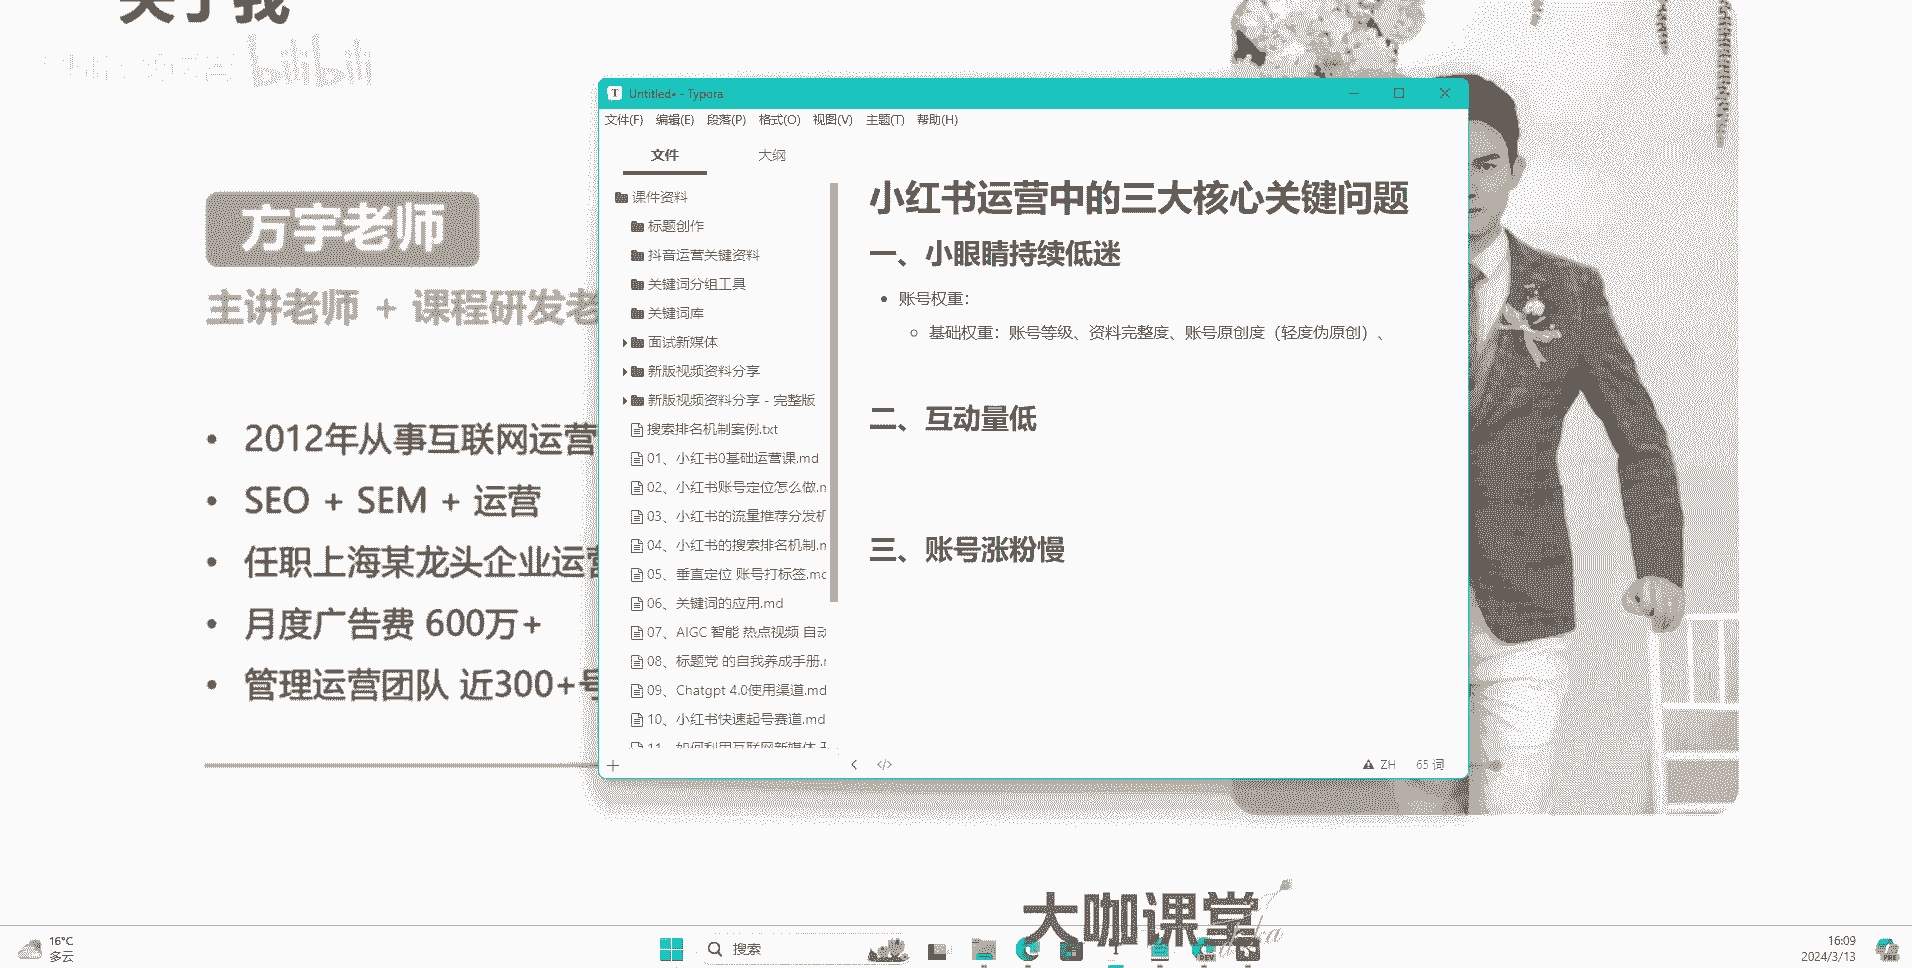 关于我
bilibili
方宇老师
主讲老师 + 课程研发老
2012年从事互联网运营
SEO + SEM + 运营
任职上海某龙头企业运营
月度广告费 600万+
管理运营团队 近300+号
Untitled• - Typora
文件(F) 编辑(E) 段落(P) 格式(O) 视图(V) 主题(T) 帮助(H)
文件 大纲
课件资料
标题创作
抖音运营关键资料
关键词分组工具
关键词库
面试新媒体
新版视频资料分享
新版视频资料分享 - 完整版
搜索排名机制案例.txt
01、小红书0基础运营课.md
02、小红书账号定位怎么做.m
03、小红书的流量推荐分发机
04、小红书的搜索排名机制.m
05、垂直定位 账号打标签.md
06、关键词的应用.md
07、AIGC 智能 热点视频 自动
08、标题党 的自我养成手册.
09、Chatgpt 4.0使用渠道.md
10、小红书快速起号赛道.md
11、如何利用互联网新媒体
小红书运营中的三大核心关键问题
一、小眼睛持续低迷
账号权重：
基础权重：账号等级、资料完整度、账号原创度（轻度伪原创）、
二、互动量低
三、账号涨粉慢
ZH 65 词
大咖课堂
16°C
多云
搜索
16:09
2024/3/13